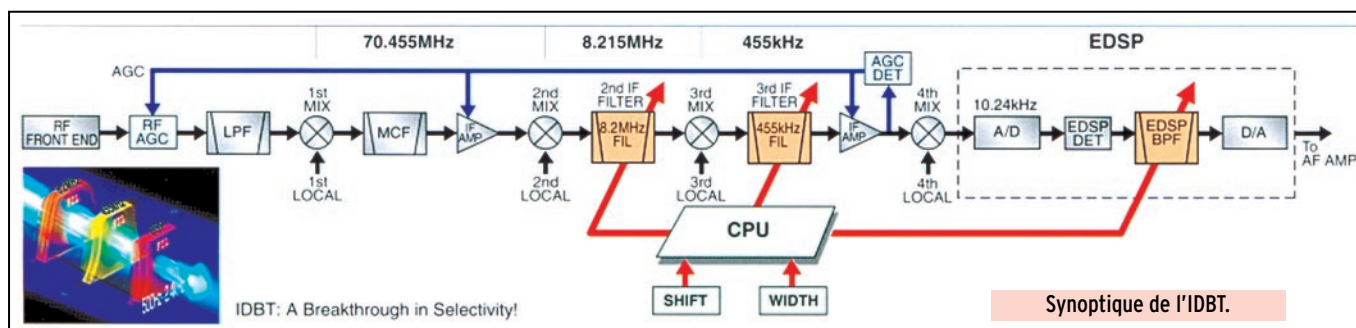 70.455MHz
8.215MHz
455kHz
EDSP
AGC
AGC
DET
1st
MIX
2nd
MIX
2nd IF
FILTER
3rd
MIX
3rd IF
FILTER
4th
MIX
10.24kHz
RF
FRONT END
RF
AGC
LPF
MCF
IF
AMP
8.2MHz
FIL
455kHz
FIL
IF
AMP
A/D
EDSP
DET
EDSP
BPF
D/A
To
AF AMP
1st
LOCAL
2nd
LOCAL
3rd
LOCAL
4th
LOCAL
CPU
SHIFT
WIDTH
IDBT: A Breakthrough in Selectivity!
Synoptique de l'IDBT.